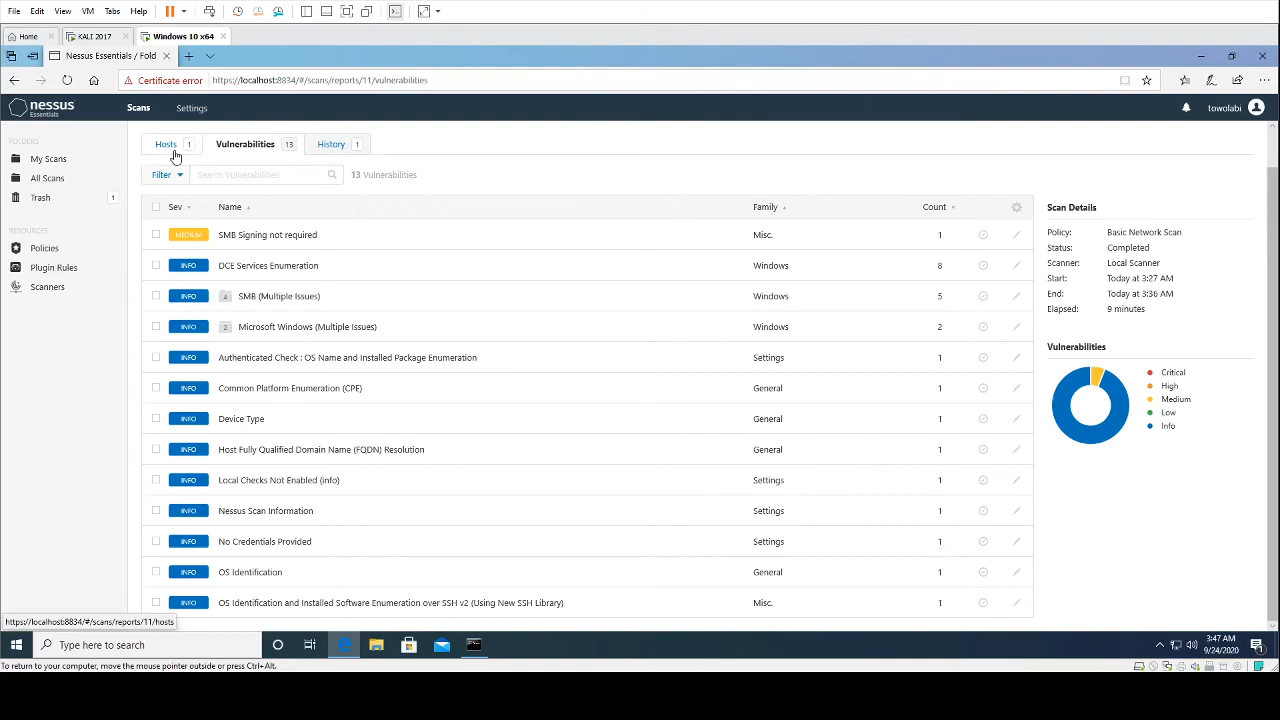 File Edit View VM Tabs Help
Home KALI 2017 Windows 10 x64
Nessus Essentials / Fold
Certificate error https://localhost:8834/#/scans/reports/11/vulnerabilities
nessus Essentials Scans Settings towolabi
FOLDERS
My Scans
All Scans
Trash 1
RESOURCES
Policies
Plugin Rules
Scanners
Hosts 1 Vulnerabilities 13 History 1
Filter Search Vulnerabilities 13 Vulnerabilities
Sev Name Family Count
MEDIUM SMB Signing not required Misc. 1
INFO DCE Services Enumeration Windows 8
INFO 4 SMB (Multiple Issues) Windows 5
INFO 2 Microsoft Windows (Multiple Issues) Windows 2
INFO Authenticated Check : OS Name and Installed Package Enumeration Settings 1
INFO Common Platform Enumeration (CPE) General 1
INFO Device Type General 1
INFO Host Fully Qualified Domain Name (FQDN) Resolution General 1
INFO Local Checks Not Enabled (info) Settings 1
INFO Nessus Scan Information Settings 1
INFO No Credentials Provided Settings 1
INFO OS Identification General 1
INFO OS Identification and Installed Software Enumeration over SSH v2 (Using New SSH Library) Misc. 1
Scan Details
Policy: Basic Network Scan
Status: Completed
Scanner: Local Scanner
Start: Today at 3:27 AM
End: Today at 3:36 AM
Elapsed: 9 minutes
Vulnerabilities
Critical
High
Medium
Low
Info
https://localhost:8834/#/scans/reports/11/hosts
Type here to search
3:47 AM
9/24/2020
1
To return to your computer, move the mouse pointer outside or press Ctrl+Alt.